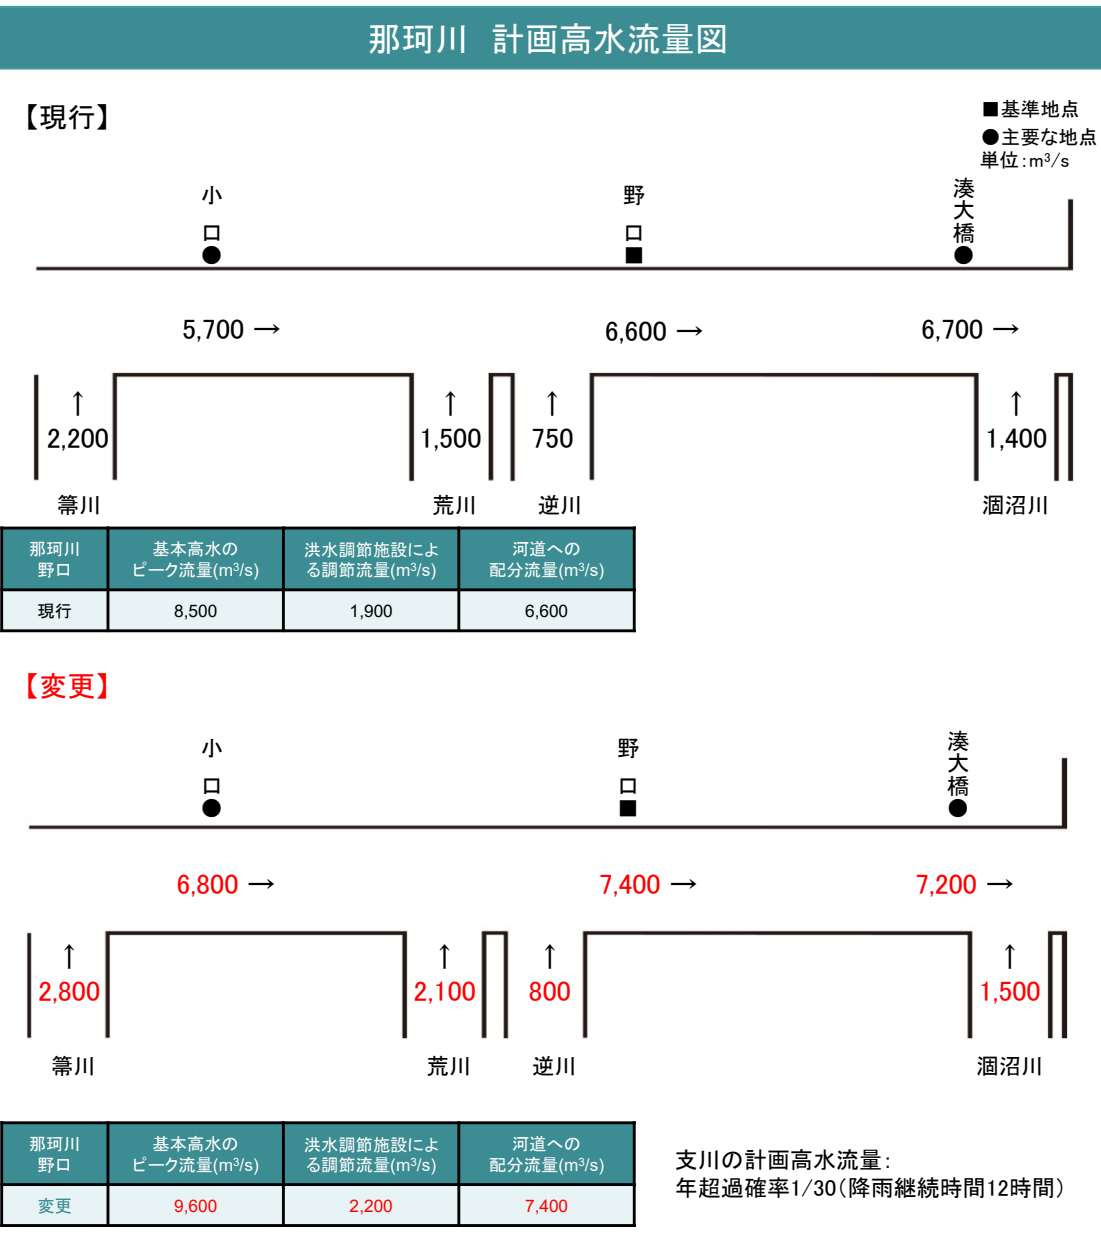 那珂川 計画高水流量図
【現行】
■基準地点
●主要な地点
単位:m³/s
小口
野口
湊大橋
5,700 →
6,600 →
6,700 →
↑ ↑ ↑ ↑
2,200 1,500 750 1,400
箒川 荒川 逆川 涸沼川
那珂川野口
基本高水の
ピーク流量(m³/s)
洪水調節施設によ
る調節流量(m³/s)
河道への
配分流量(m³/s)
現行 8,500 1,900 6,600
【変更】
小口
野口
湊大橋
6,800 →
7,400 →
7,200 →
↑ ↑ ↑ ↑
2,800 2,100 800 1,500
箒川 荒川 逆川 涸沼川
那珂川
野口
基本高水の
ピーク流量(m³/s)
洪水調節施設によ
る調節流量(m³/s)
河道への
配分流量(m³/s)
変更 9,600 2,200 7,400
支川の計画高水流量:
年超過確率1/30(降雨継続時間12時間)